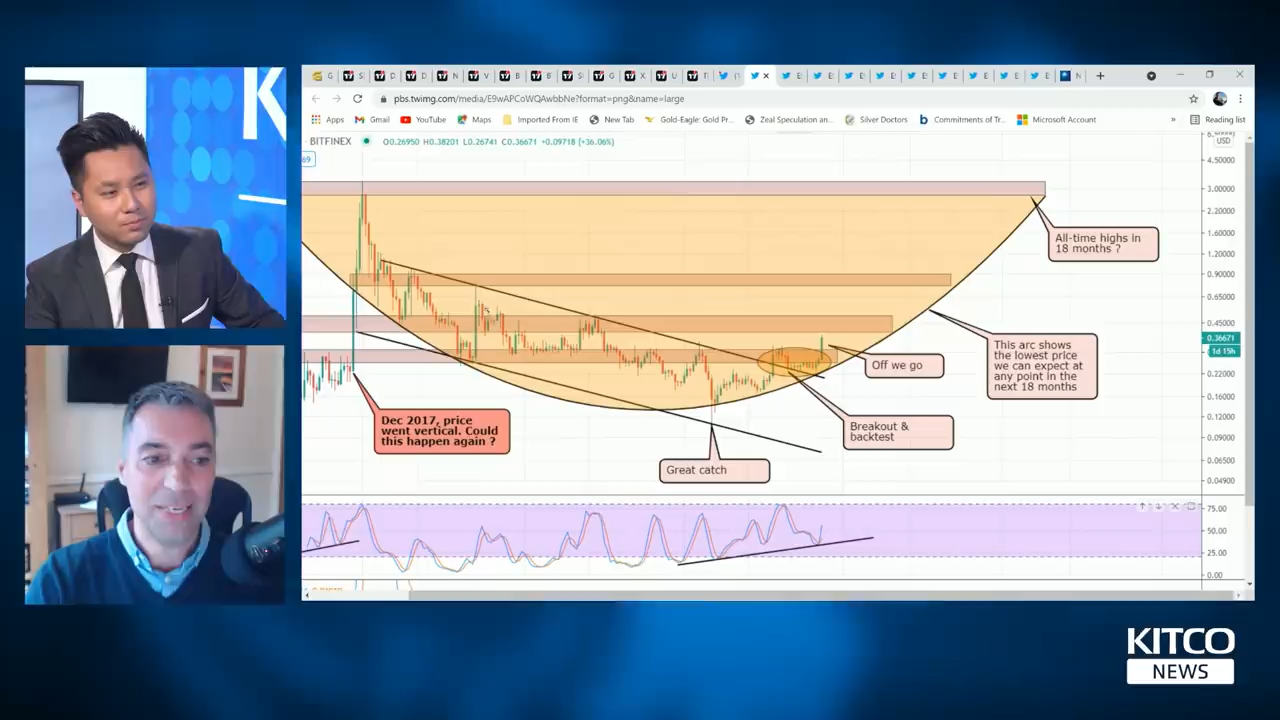 pbs.twimg.com/media/E9wAPCoWQAwbbNe?format=png&name=large
Apps
Gmail
YouTube
Maps
Imported From IE
New Tab
Gold-Eagle: Gold Pr...
Zeal Speculation an...
Silver Doctors
Commitments of Tr...
Microsoft Account
»
Reading list
BITFINEX
O0.26950 H0.38201 L0.26741 C0.36671 +0.09718 (+36.06%)
USD
69
4.50000
3.00000
2.20000
1.60000
1.20000
0.90000
0.65000
0.45000
0.36671
1d 15h
0.22000
0.16000
0.12000
0.09000
0.06500
0.04900
All-time highs in
18 months ?
This arc shows
the lowest price
we can expect at
any point in the
next 18 months
Off we go
Breakout &
backtest
Dec 2017, price
went vertical. Could
this happen again ?
Great catch
75.00
50.00
25.00
0.00
KITCO
NEWS